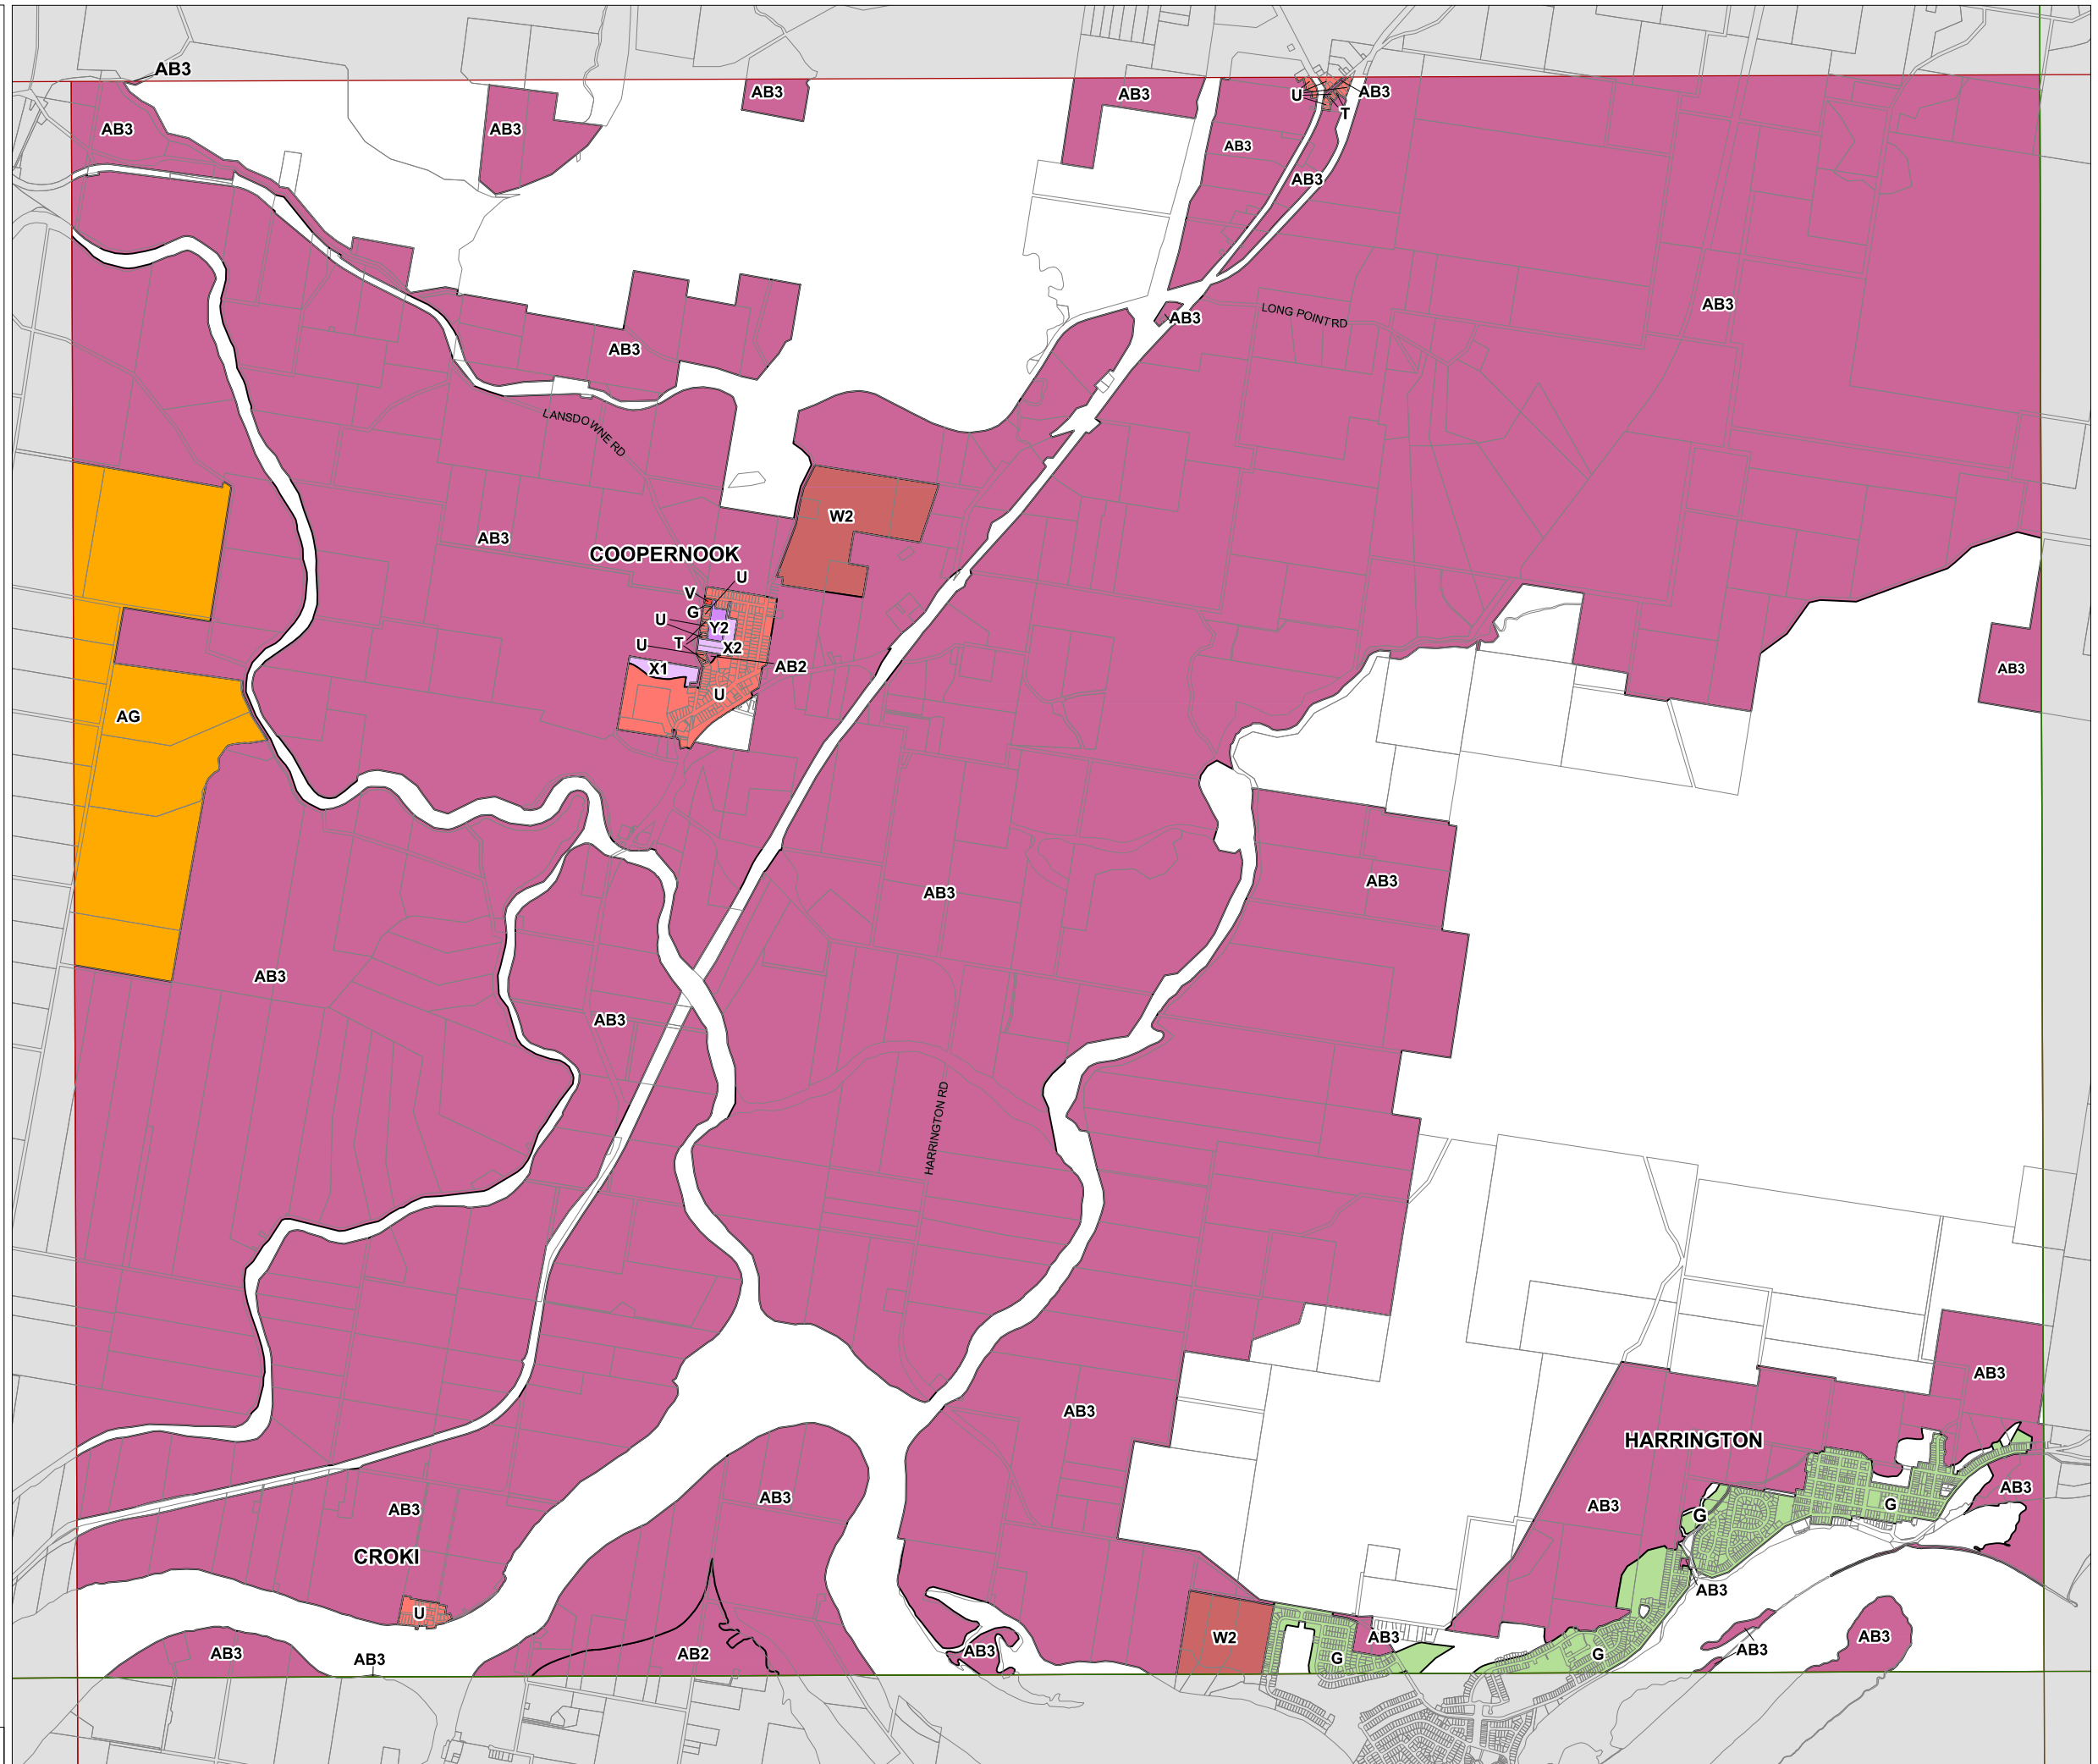 AB3
AB3
AB3
AB3
AB3
U
AB3
T
AB3
AB3
AB3
AB3
LONG POINT RD
AB3
LANSDOWNE RD
W2
AB3
COOPERNOOK
U
V
G
U
Y2
T
U
X2
X1
AB2
AB3
U
AG
AB3
AB3
AB3
AB3
HARRINGTON RD
AB3
AB3
HARRINGTON
AB3
AB3
AB3
AB3
G
G
AB3
CROKI
AB3
U
W2
AB3
AB3
AB3
AB3
AB3
AB2
AB3
G
G